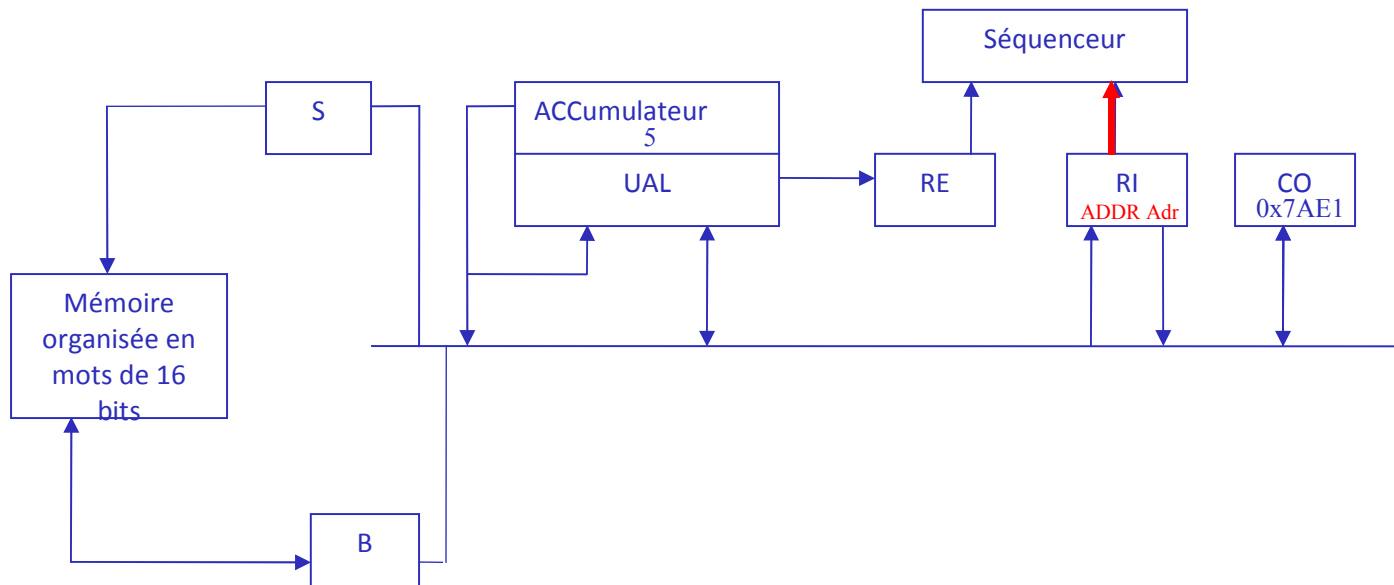 Séquenceur
S
ACCumulateur
5
UAL
RE
RI
ADDR Adr
CO
0x7AE1
Mémoire
organisée en
mots de 16
bits
B